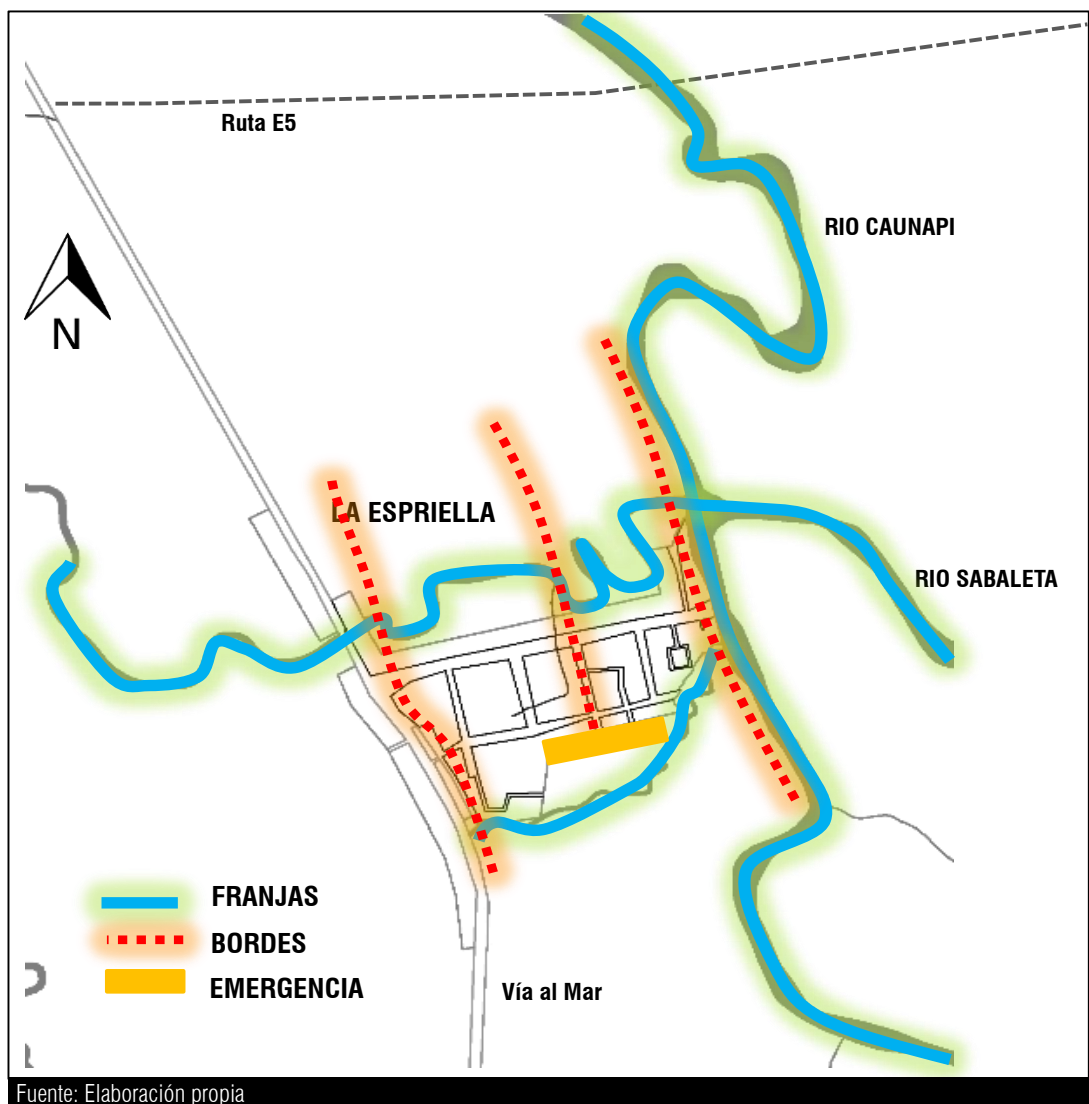 Ruta E5
RIO CAUNAPI
N
LA ESPRIELLA
RIO SABALETA
FRANJAS
BORDES
EMERGENCIA
Vía al Mar
Fuente: Elaboración propia